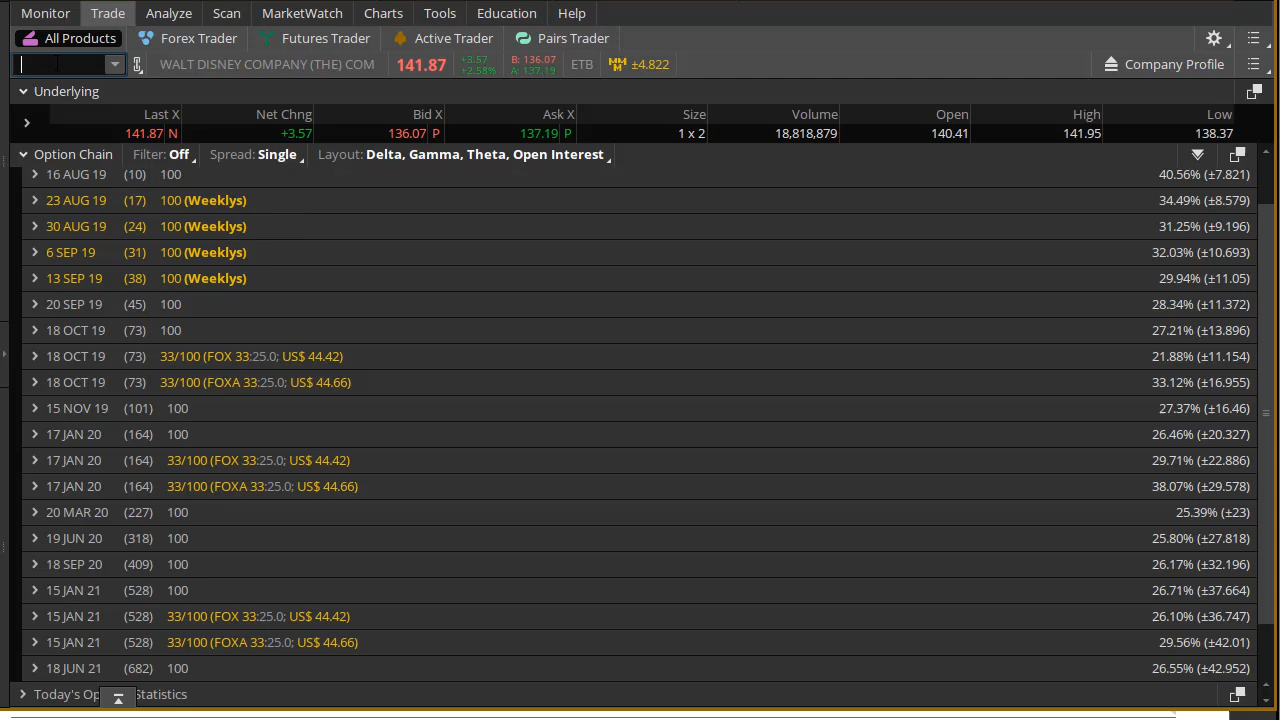 Monitor Trade Analyze Scan MarketWatch Charts Tools Education Help
All Products Forex Trader Futures Trader Active Trader Pairs Trader
WALT DISNEY COMPANY (THE) COM 141.87 +3.57 +2.58% B: 136.07 A: 137.19 ETB ±4.822 Company Profile
Underlying
Last X Net Chng Bid X Ask X Size Volume Open High Low
141.87 N +3.57 136.07 P 137.19 P 1 x 2 18,818,879 140.41 141.95 138.37
Option Chain Filter: Off Spread: Single Layout: Delta, Gamma, Theta, Open Interest
16 AUG 19 (10) 100 40.56% (±7.821)
23 AUG 19 (17) 100 (Weeklys) 34.49% (±8.579)
30 AUG 19 (24) 100 (Weeklys) 31.25% (±9.196)
6 SEP 19 (31) 100 (Weeklys) 32.03% (±10.693)
13 SEP 19 (38) 100 (Weeklys) 29.94% (±11.05)
20 SEP 19 (45) 100 28.34% (±11.372)
18 OCT 19 (73) 100 27.21% (±13.896)
18 OCT 19 (73) 33/100 (FOX 33:25.0; US$ 44.42) 21.88% (±11.154)
18 OCT 19 (73) 33/100 (FOXA 33:25.0; US$ 44.66) 33.12% (±16.955)
15 NOV 19 (101) 100 27.37% (±16.46)
17 JAN 20 (164) 100 26.46% (±20.327)
17 JAN 20 (164) 33/100 (FOX 33:25.0; US$ 44.42) 29.71% (±22.886)
17 JAN 20 (164) 33/100 (FOXA 33:25.0; US$ 44.66) 38.07% (±29.578)
20 MAR 20 (227) 100 25.39% (±23)
19 JUN 20 (318) 100 25.80% (±27.818)
18 SEP 20 (409) 100 26.17% (±32.196)
15 JAN 21 (528) 100 26.71% (±37.664)
15 JAN 21 (528) 33/100 (FOX 33:25.0; US$ 44.42) 26.10% (±36.747)
15 JAN 21 (528) 33/100 (FOXA 33:25.0; US$ 44.66) 29.56% (±42.01)
18 JUN 21 (682) 100 26.55% (±42.952)
Today's Op Statistics